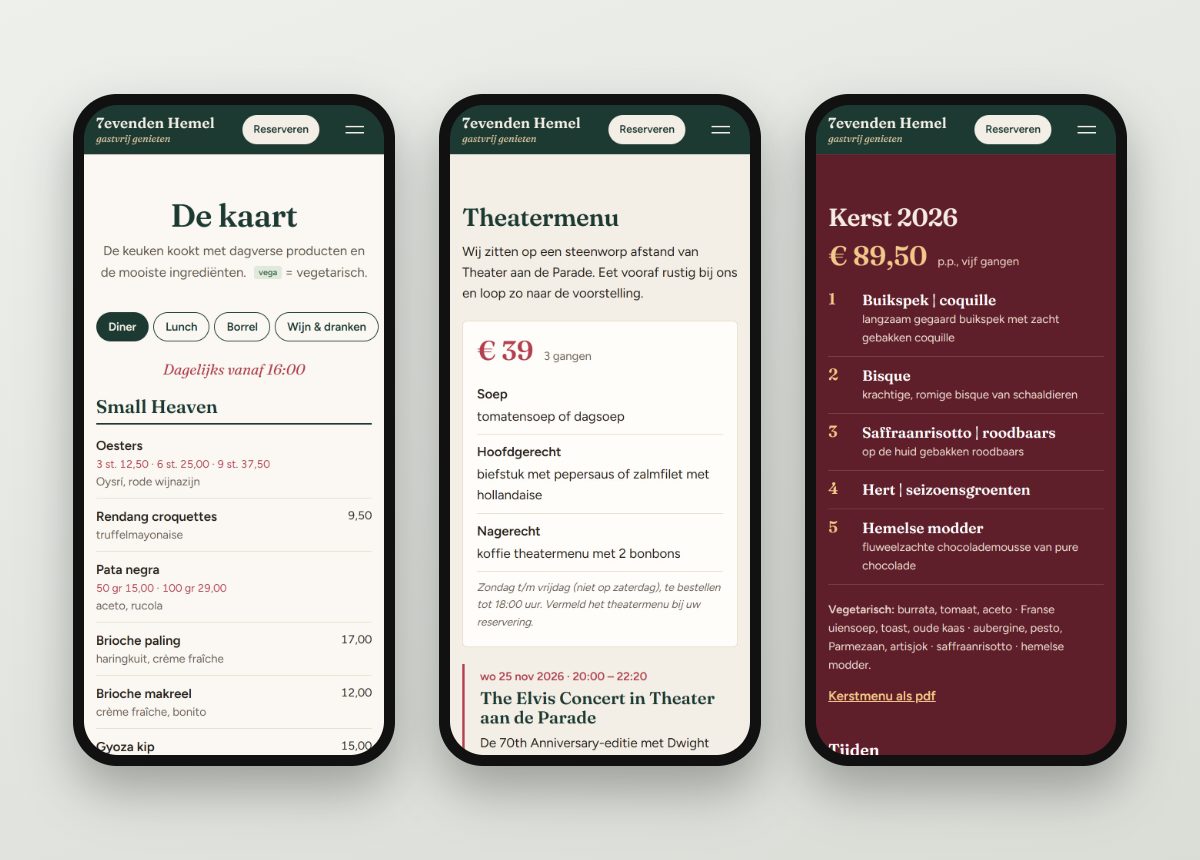 7evenden Hemel
gastvrij genieten
Reserveren
De kaart
De keuken kookt met dagverse producten en
de mooiste ingrediënten. vega = vegetarisch.
Diner
Lunch
Borrel
Wijn & dranken
Dagelijks vanaf 16:00
Small Heaven
Oesters
3 st. 12,50 · 6 st. 25,00 · 9 st. 37,50
Oysrí, rode wijnazijn
Rendang croquettes 9,50
truffelmayonaise
Pata negra
50 gr 15,00 · 100 gr 29,00
aceto, rucola
Brioche paling 17,00
haringkuit, crème fraîche
Brioche makreel 12,00
crème fraîche, bonito
Gyoza kip 15,00
7evenden Hemel
gastvrij genieten
Reserveren
Theatermenu
Wij zitten op een steenworp afstand van
Theater aan de Parade. Eet vooraf rustig bij ons
en loop zo naar de voorstelling.
€ 39 3 gangen
Soep
tomatensoep of dagsoep
Hoofdgerecht
biefstuk met pepersaus of zalmfilet met
hollandaise
Nagerecht
koffie theatermenu met 2 bonbons
Zondag t/m vrijdag (niet op zaterdag), te bestellen
tot 18:00 uur. Vermeld het theatermenu bij uw
reservering.
wo 25 nov 2026 · 20:00 – 22:20
The Elvis Concert in Theater
aan de Parade
De 70th Anniversary-editie met Dwight
7evenden Hemel
gastvrij genieten
Reserveren
Kerst 2026
€ 89,50 p.p., vijf gangen
1 Buikspek | coquille
langzaam gegaard buikspek met zacht
gebakken coquille
2 Bisque
krachtige, romige bisque van schaaldieren
3 Saffraanrisotto | roodbaars
op de huid gebakken roodbaars
4 Hert | seizoensgroenten
5 Hemelse modder
fluweelzachte chocolademousse van pure
chocolade
Vegetarisch: burrata, tomaat, aceto · Franse
uiensoep, toast, oude kaas · aubergine, pesto,
Parmezaan, artisjok · saffraanrisotto · hemelse
modder.
Kerstmenu als pdf
Tijden